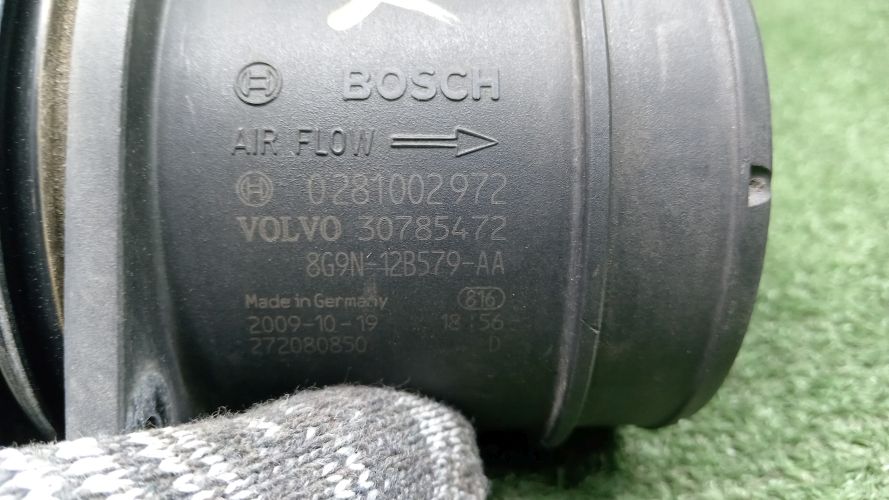 BOSCH
AIR FLOW
0281002972
VOLVO 30785472
8G9N-12B579-AA
Made in Germany 816
2009-10-19 18:56
272080850 D